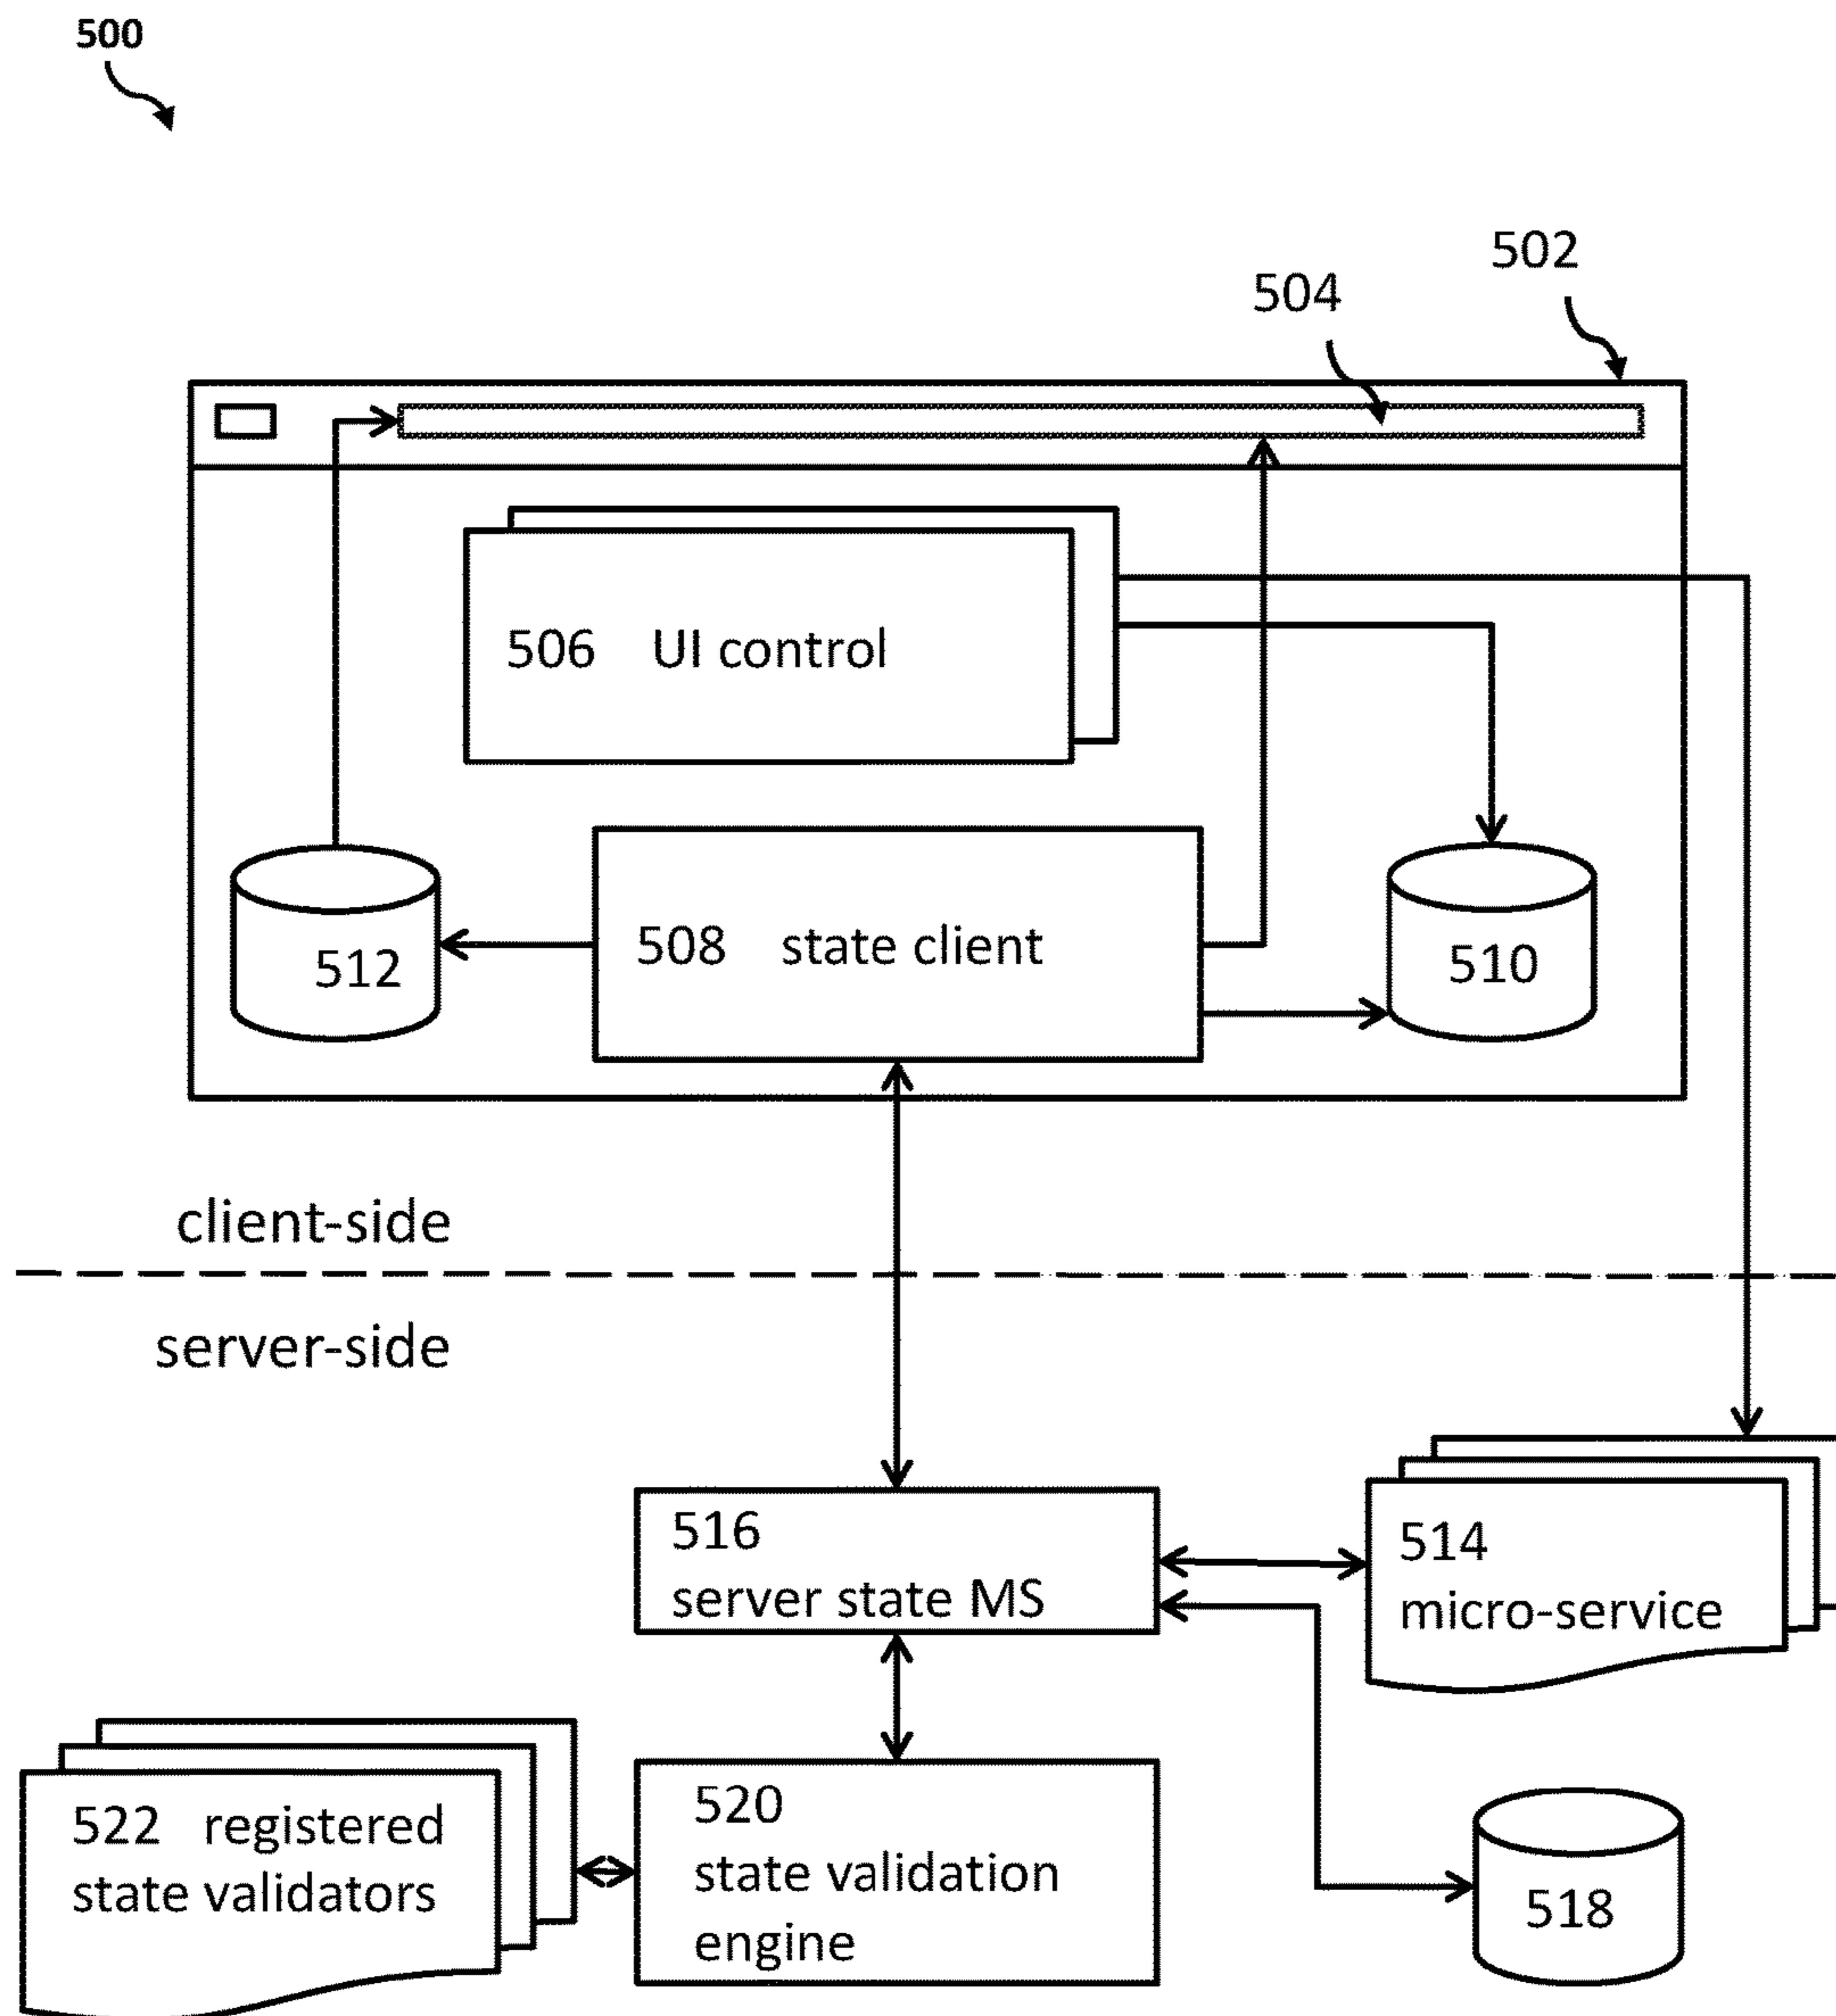 500
502
504
506 UI control
512
508 state client
510
client-side
server-side
516
server state MS
514
micro-service
522 registered
state validators
520
state validation
engine
518